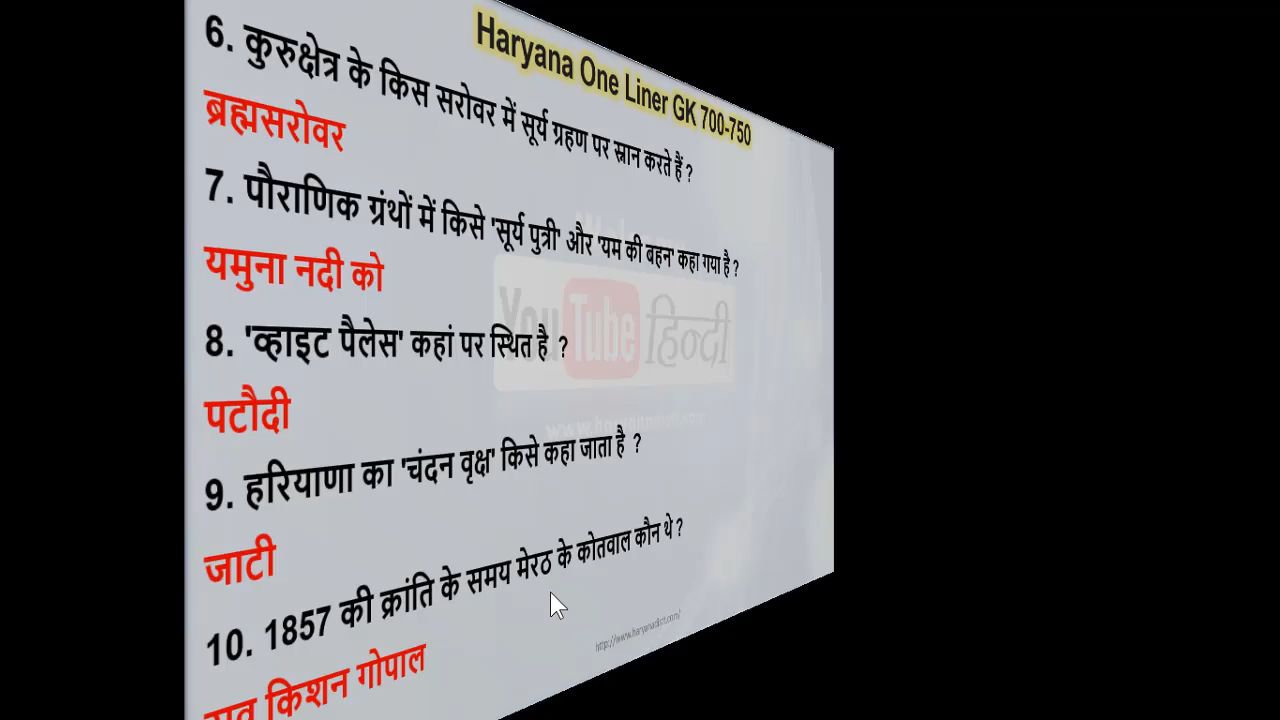 Haryana One Liner GK 700-750
6. कुरुक्षेत्र के किस सरोवर में सूर्य ग्रहण पर स्नान करते हैं ?
ब्रह्मसरोवर
7. पौराणिक ग्रंथों में किसे 'सूर्य पुत्री' और 'यम की बहन' कहा गया है ?
यमुना नदी को
8. 'व्हाइट पैलेस' कहां पर स्थित है ?
YouTube हिन्दी
पटौदी
9. हरियाणा का 'चंदन वृक्ष' किसे कहा जाता है ?
जाटी
10. 1857 की क्रांति के समय मेरठ के कोतवाल कौन थे ?
राव किशन गोपाल